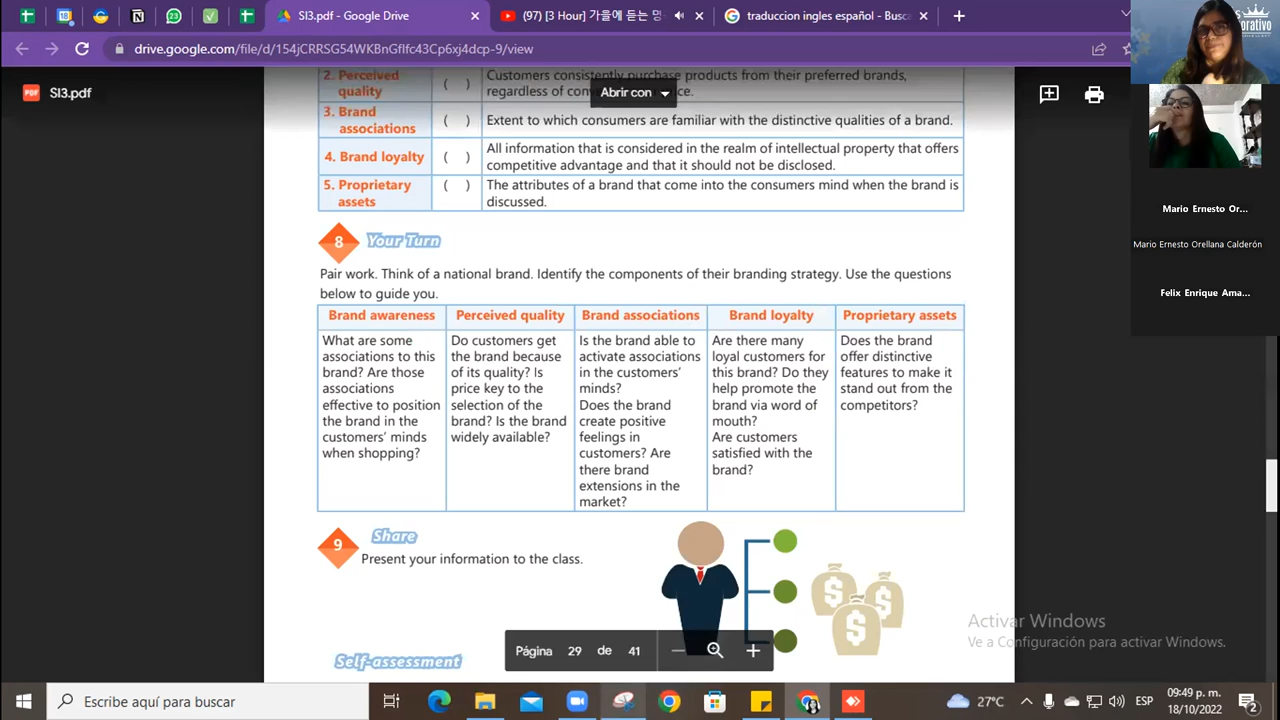 SI3.pdf - Google Drive
(97) [3 Hour] 가을에 듣는 명
traduccion ingles español - Busc
drive.google.com/file/d/154jCRRSG54WKBnGflfc43Cp6xj4dcp-9/view
PDF SI3.pdf
Abrir con
2. Perceived quality ( ) Customers consistently purchase products from their preferred brands,
regardless of
3. Brand associations ( ) Extent to which consumers are familiar with the distinctive qualities of a brand.
4. Brand loyalty ( ) All information that is considered in the realm of intellectual property that offers
competitive advantage and that it should not be disclosed.
5. Proprietary assets ( ) The attributes of a brand that come into the consumers mind when the brand is
discussed.
8 Your Turn
Pair work. Think of a national brand. Identify the components of their branding strategy. Use the questions
below to guide you.
Brand awareness
What are some
associations to this
brand? Are those
associations
effective to position
the brand in the
customers' minds
when shopping?
Perceived quality
Do customers get
the brand because
of its quality? Is
price key to the
selection of the
brand? Is the brand
widely available?
Brand associations
Is the brand able to
activate associations
in the customers'
minds?
Does the brand
create positive
feelings in
customers? Are
there brand
extensions in the
market?
Brand loyalty
Are there many
loyal customers for
this brand? Do they
help promote the
brand via word of
mouth?
Are customers
satisfied with the
brand?
Proprietary assets
Does the brand
offer distinctive
features to make it
stand out from the
competitors?
9 Share
Present your information to the class.
$ $ $
Self-assessment
Página 29 de 41
Mario Ernesto Or...
Mario Ernesto Orellana Calderón
Felix Enrique Ama...
Activar Windows
Ve a Configuración para activar Windows.
Escribe aquí para buscar
27°C
ESP
09:49 p. m.
18/10/2022
2